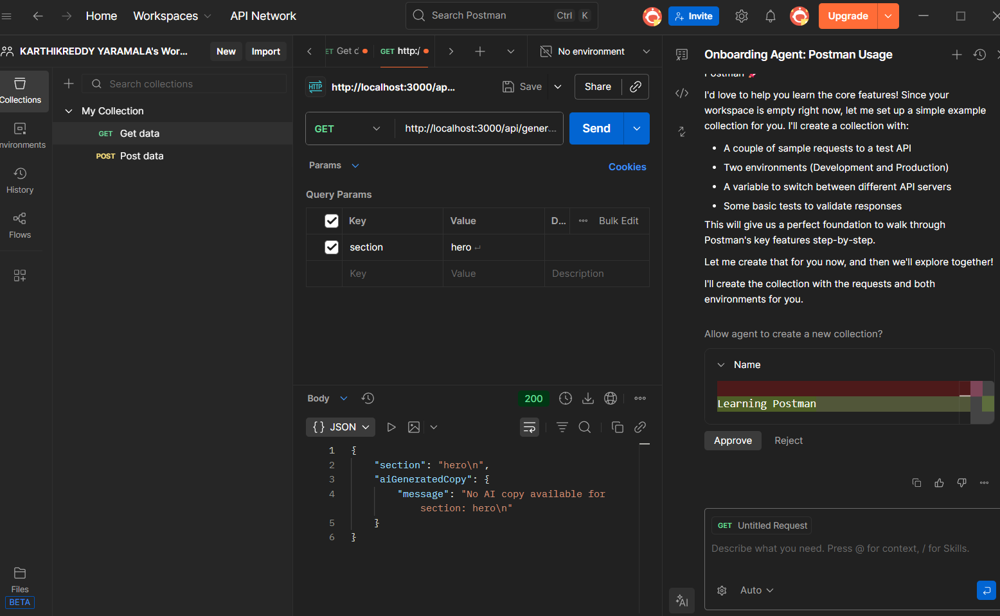 Home
Workspaces
API Network
Search Postman
Ctrl
K
Invite
Upgrade
KARTHIKREDDY YARAMALA's Wor...
New
Import
Collections
nvironments
History
Flows
Files
BETA
Search collections
My Collection
GET Get data
POST Post data
ET Get c
GET http:/
No environment
HTTP
http://localhost:3000/ap...
Save
Share
GET
http://localhost:3000/api/gener...
Send
Params
Cookies
Query Params
Key
Value
D...
Bulk Edit
section
hero
Key
Value
Description
Body
200
{} JSON
1 {
2 "section": "hero\n",
3 "aiGeneratedCopy": {
4 "message": "No AI copy available for
section: hero\n"
5 }
6 }
Onboarding Agent: Postman Usage
Postman 🚀
I'd love to help you learn the core features! Since your
workspace is empty right now, let me set up a simple example
collection for you. I'll create a collection with:
• A couple of sample requests to a test API
• Two environments (Development and Production)
• A variable to switch between different API servers
• Some basic tests to validate responses
This will give us a perfect foundation to walk through
Postman's key features step-by-step.
Let me create that for you now, and then we'll explore together!
I'll create the collection with the requests and both
environments for you.
Allow agent to create a new collection?
Name
Learning Postman
Approve
Reject
GET Untitled Request
Describe what you need. Press @ for context, / for Skills.
Auto
AI